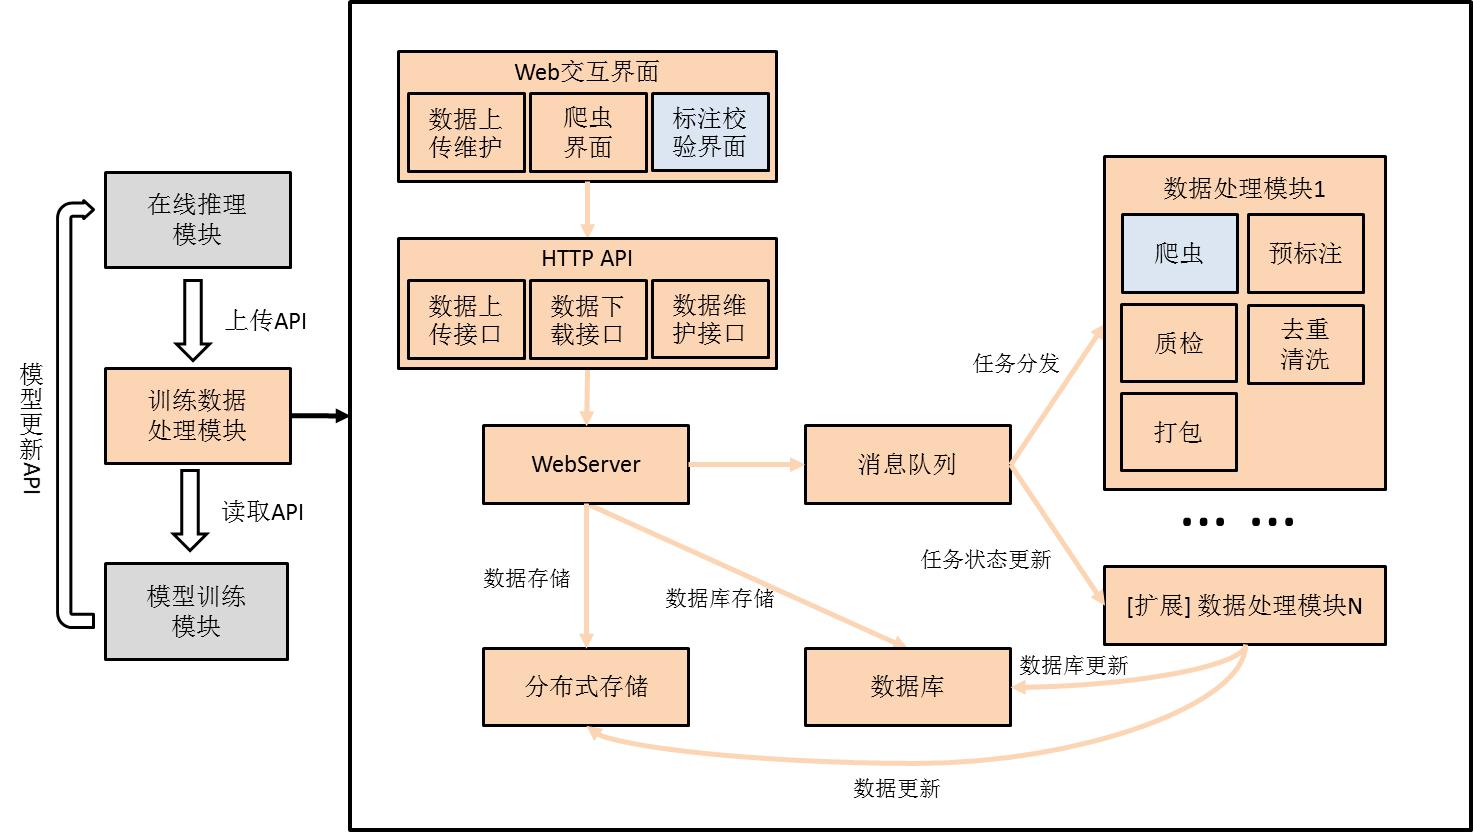 在线推理
模块
上传API
训练数据
处理模块
读取API
模型训练
模块
模型更新API
Web交互界面
数据上
传维护
爬虫
界面
标注校
验界面
HTTP API
数据上
传接口
数据下
载接口
数据维
护接口
WebServer
消息队列
任务分发
任务状态更新
数据处理模块1
爬虫
预标注
质检
去重
清洗
打包
... ...
[扩展] 数据处理模块N
数据存储
数据库存储
分布式存储
数据库
数据库更新
数据更新